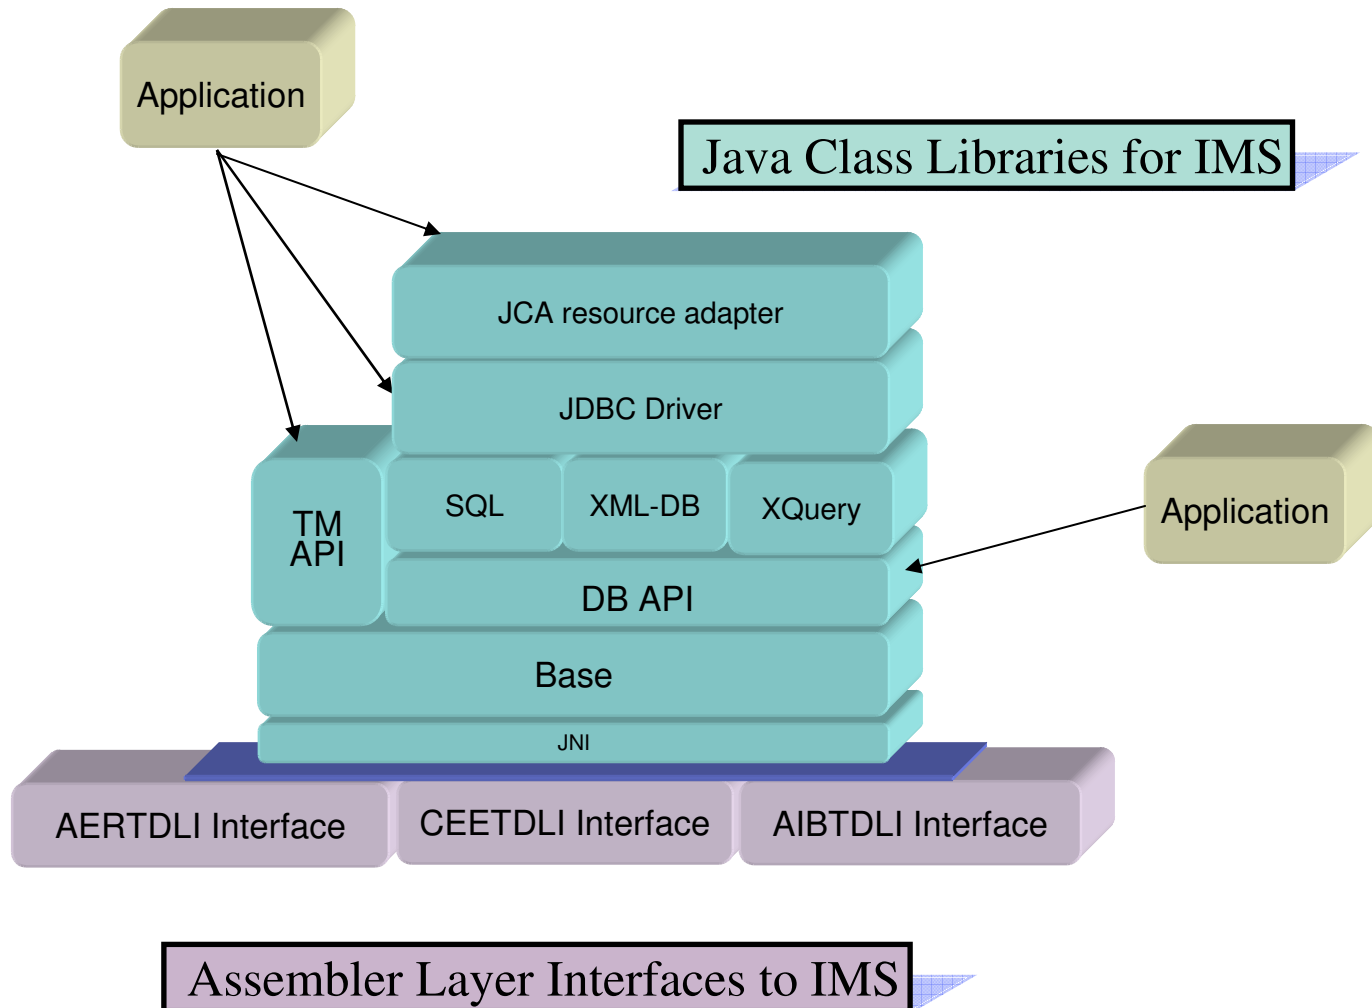 Application
Java Class Libraries for IMS
JCA resource adapter
JDBC Driver
TM
API
SQL
XML-DB
XQuery
Application
DB API
Base
JNI
AERTDLI Interface
CEETDLI Interface
AIBTDLI Interface
Assembler Layer Interfaces to IMS